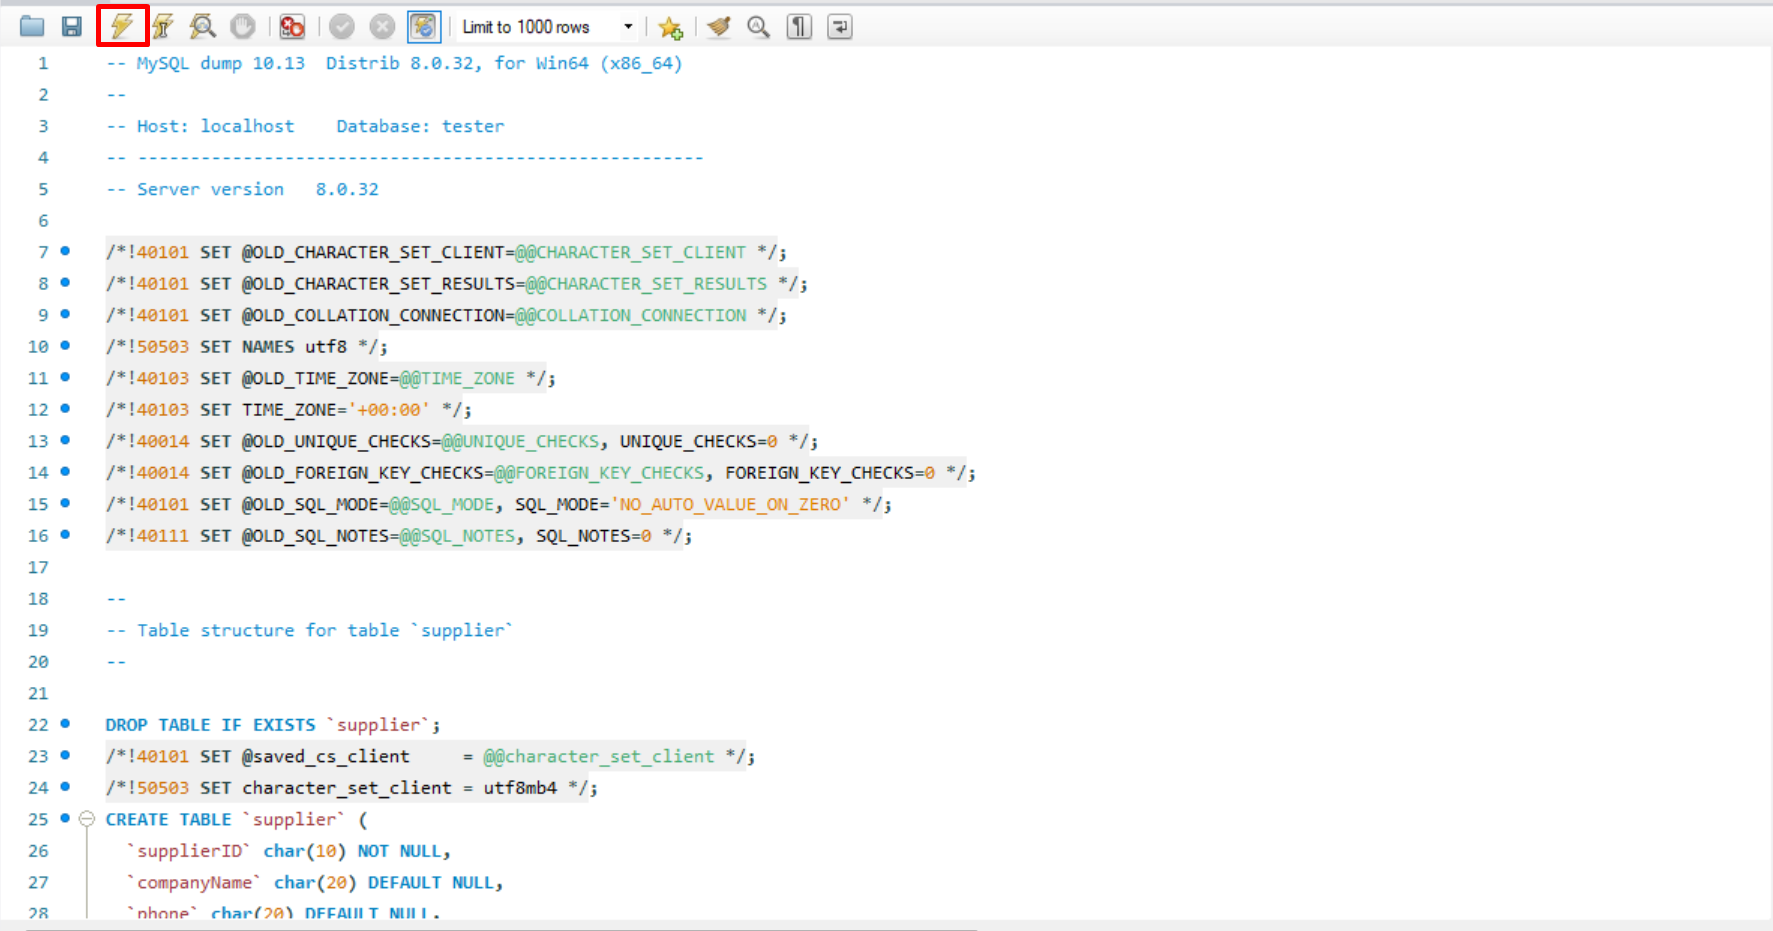 Limit to 1000 rows
1 -- MySQL dump 10.13  Distrib 8.0.32, for Win64 (x86_64)
2 --
3 -- Host: localhost    Database: tester
4 -- ------------------------------------------------------
5 -- Server version   8.0.32
6
7 /*!40101 SET @OLD_CHARACTER_SET_CLIENT=@@CHARACTER_SET_CLIENT */;
8 /*!40101 SET @OLD_CHARACTER_SET_RESULTS=@@CHARACTER_SET_RESULTS */;
9 /*!40101 SET @OLD_COLLATION_CONNECTION=@@COLLATION_CONNECTION */;
10 /*!50503 SET NAMES utf8 */;
11 /*!40103 SET @OLD_TIME_ZONE=@@TIME_ZONE */;
12 /*!40103 SET TIME_ZONE='+00:00' */;
13 /*!40014 SET @OLD_UNIQUE_CHECKS=@@UNIQUE_CHECKS, UNIQUE_CHECKS=0 */;
14 /*!40014 SET @OLD_FOREIGN_KEY_CHECKS=@@FOREIGN_KEY_CHECKS, FOREIGN_KEY_CHECKS=0 */;
15 /*!40101 SET @OLD_SQL_MODE=@@SQL_MODE, SQL_MODE='NO_AUTO_VALUE_ON_ZERO' */;
16 /*!40111 SET @OLD_SQL_NOTES=@@SQL_NOTES, SQL_NOTES=0 */;
17
18 --
19 -- Table structure for table `supplier`
20 --
21
22 DROP TABLE IF EXISTS `supplier`;
23 /*!40101 SET @saved_cs_client     = @@character_set_client */;
24 /*!50503 SET character_set_client = utf8mb4 */;
25 CREATE TABLE `supplier` (
26   `supplierID` char(10) NOT NULL,
27   `companyName` char(20) DEFAULT NULL,
28   `phone` char(20) DEFAULT NULL,